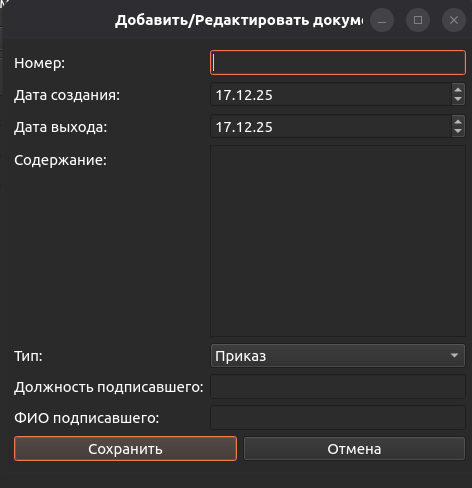 Добавить/Редактировать докуме
Номер:
Дата создания: 17.12.25
Дата выхода: 17.12.25
Содержание:
Тип: Приказ
Должность подписавшего:
ФИО подписавшего:
Сохранить Отмена